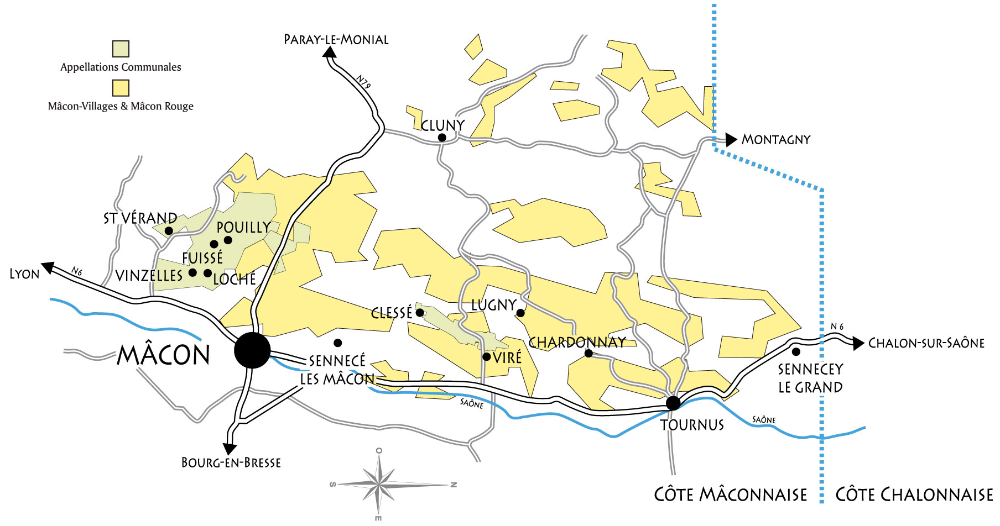 Paray-le-Monial
Appellations Communales
Mâcon-Villages & Mâcon Rouge
N79
Cluny
Montagny
St Vérand
Pouilly
Fuissé
Vinzelles
Loché
Lyon
N6
Clessé
Lugny
Chardonnay
Viré
Mâcon
Sennecé
les Mâcon
N 6
Chalon-sur-Saône
Sennecey
le Grand
Saône
Tournus
Saône
Bourg-en-Bresse
O
S
N
E
Côte Mâconnaise
Côte Chalonnaise